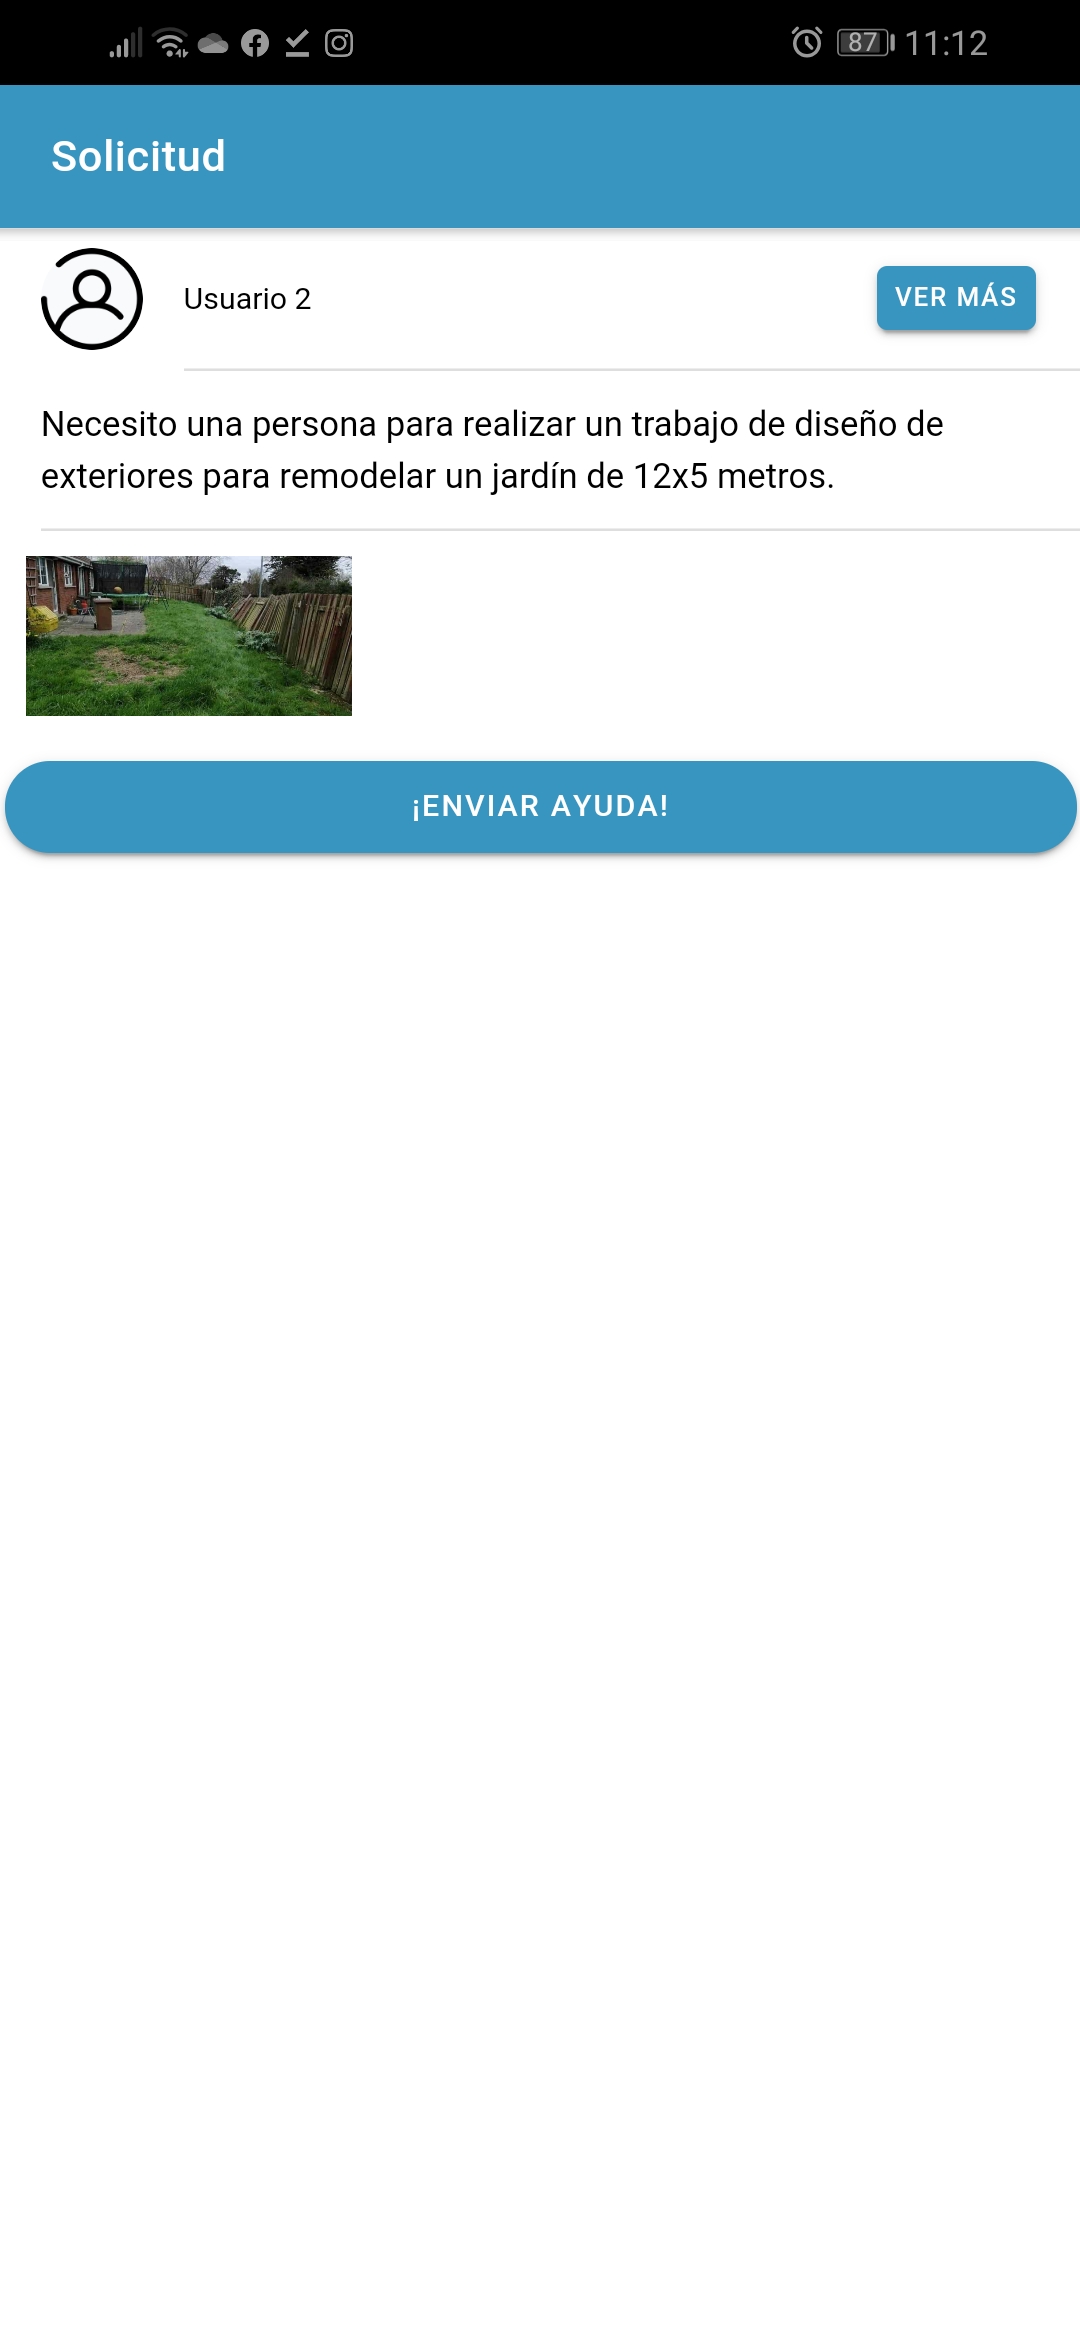 87 11:12
Solicitud
Usuario 2
VER MÁS
Necesito una persona para realizar un trabajo de diseño de
exteriores para remodelar un jardín de 12x5 metros.
¡ENVIAR AYUDA!